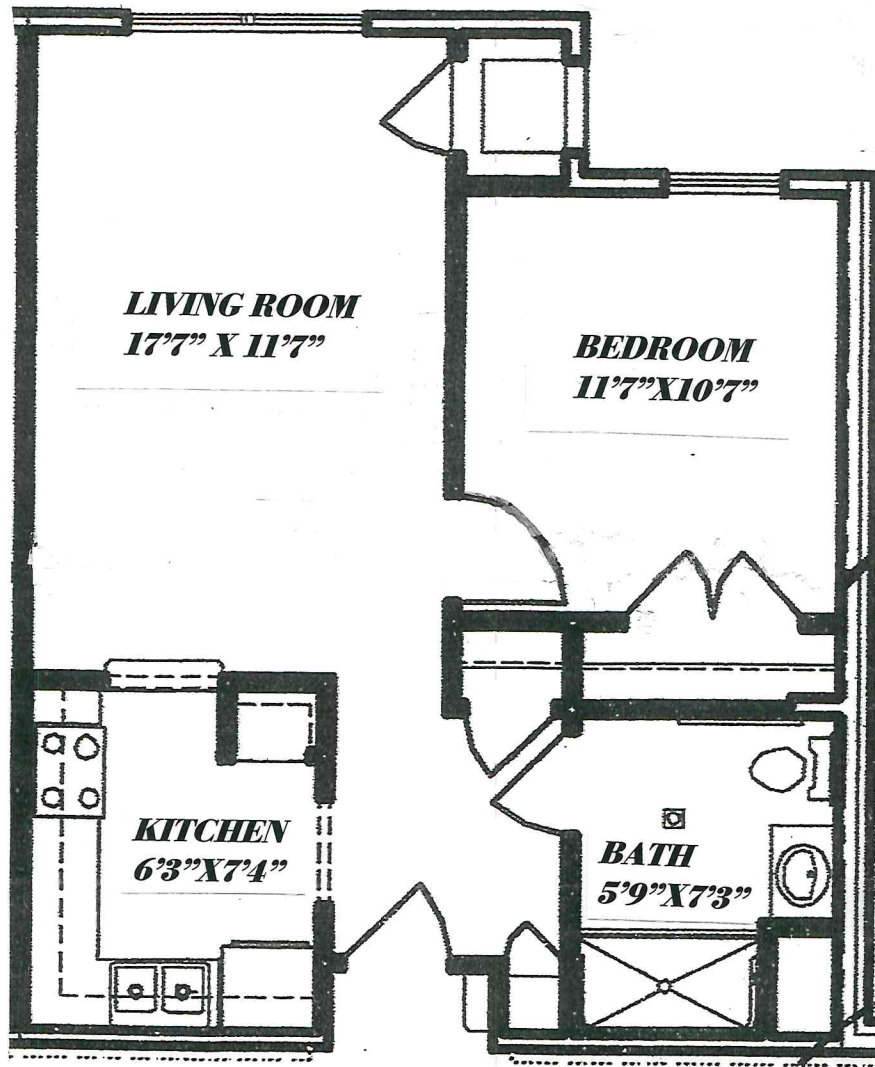 LIVING ROOM
17'7" X 11'7"
BEDROOM
11'7"X10'7"
KITCHEN
6'3"X7'4"
BATH
5'9"X7'3"